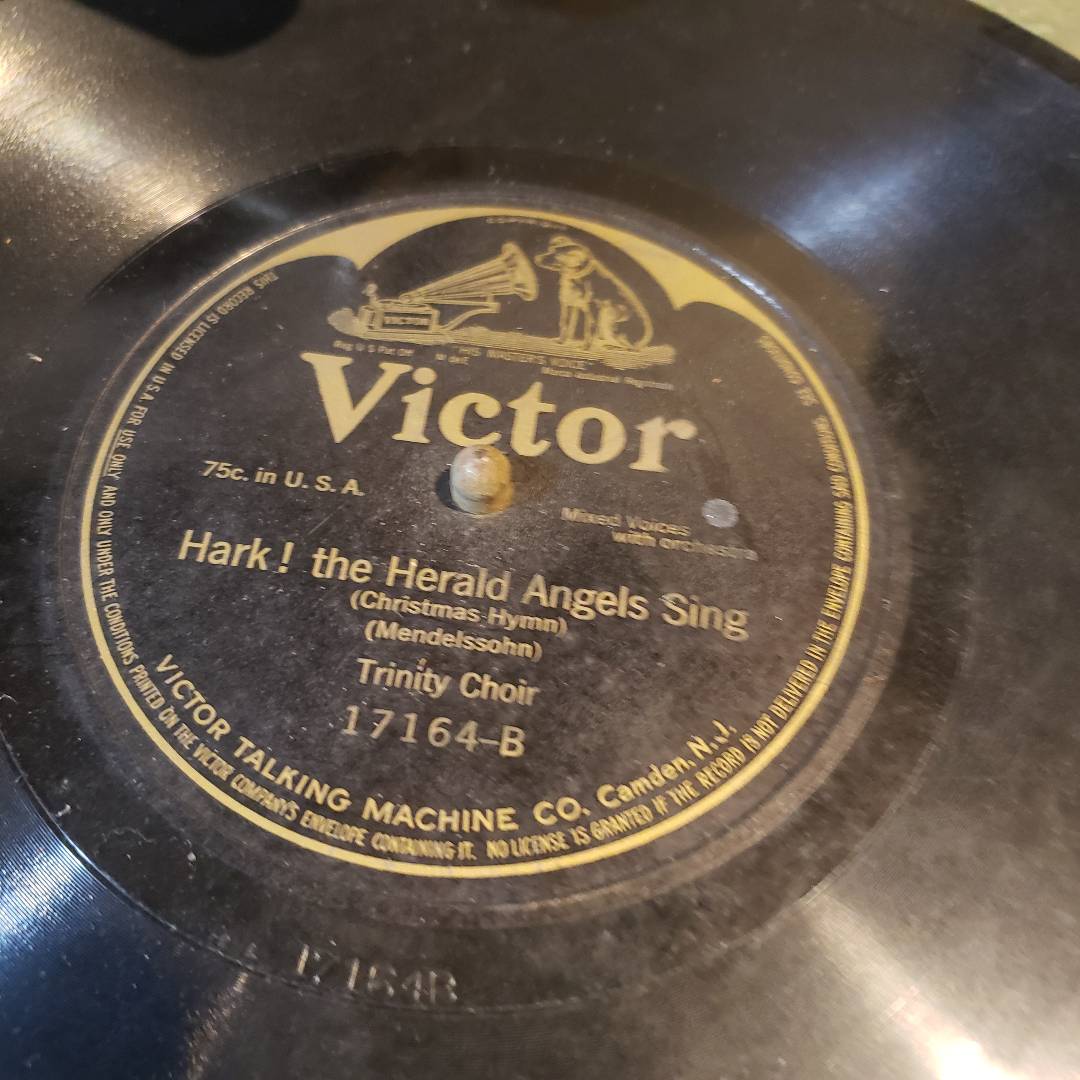 VICTOR
"HIS MASTER'S VOICE"
Victor
75c. in U. S. A.
Mixed Voices
with orchestra
Hark! the Herald Angels Sing
(Christmas Hymn)
(Mendelssohn)
Trinity Choir
17164-B
VICTOR TALKING MACHINE CO. Camden, N.J.
THIS RECORD IS LICENSED IN U.S.A. FOR USE ONLY AND ONLY UNDER THE CONDITIONS PRINTED ON THE VICTOR COMPANY'S ENVELOPE CONTAINING IT. NO LICENSE IS GRANTED IF THE RECORD IS NOT DELIVERED IN THE ENVELOPE CONTAINING SAID CONDITIONS.
17164B